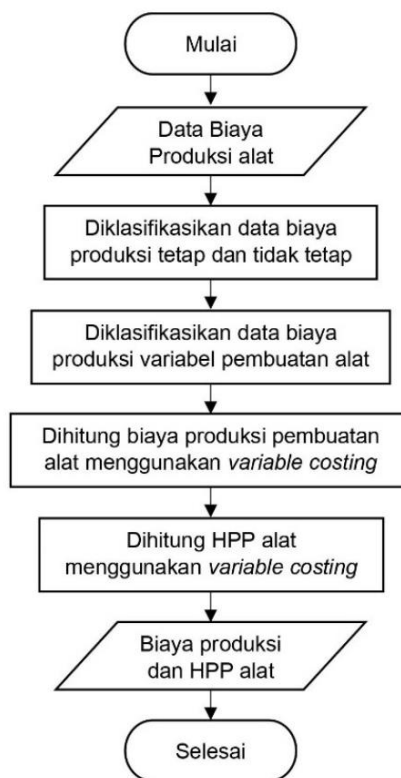 Mulai
Data Biaya
Produksi alat
Diklasifikasikan data biaya
produksi tetap dan tidak tetap
Diklasifikasikan data biaya
produksi variabel pembuatan alat
Dihitung biaya produksi pembuatan
alat menggunakan variable costing
Dihitung HPP alat
menggunakan variable costing
Biaya produksi
dan HPP alat
Selesai